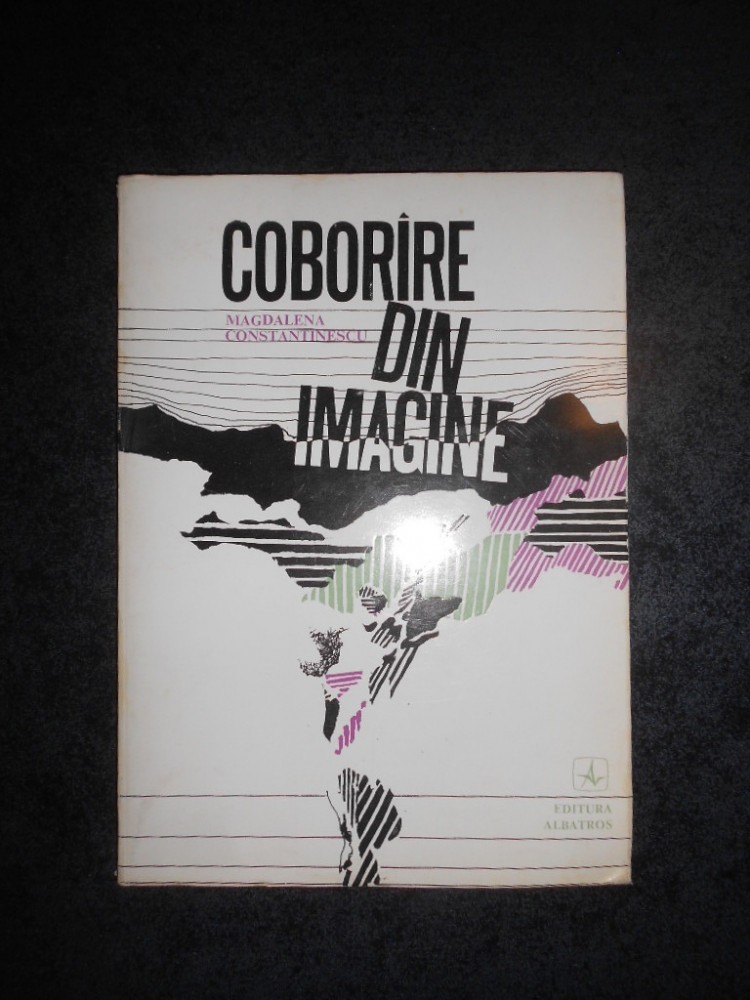 COBORÎRE
MAGDALENA
CONSTANTINESCU
DIN
IMAGINE
EDITURA
ALBATROS